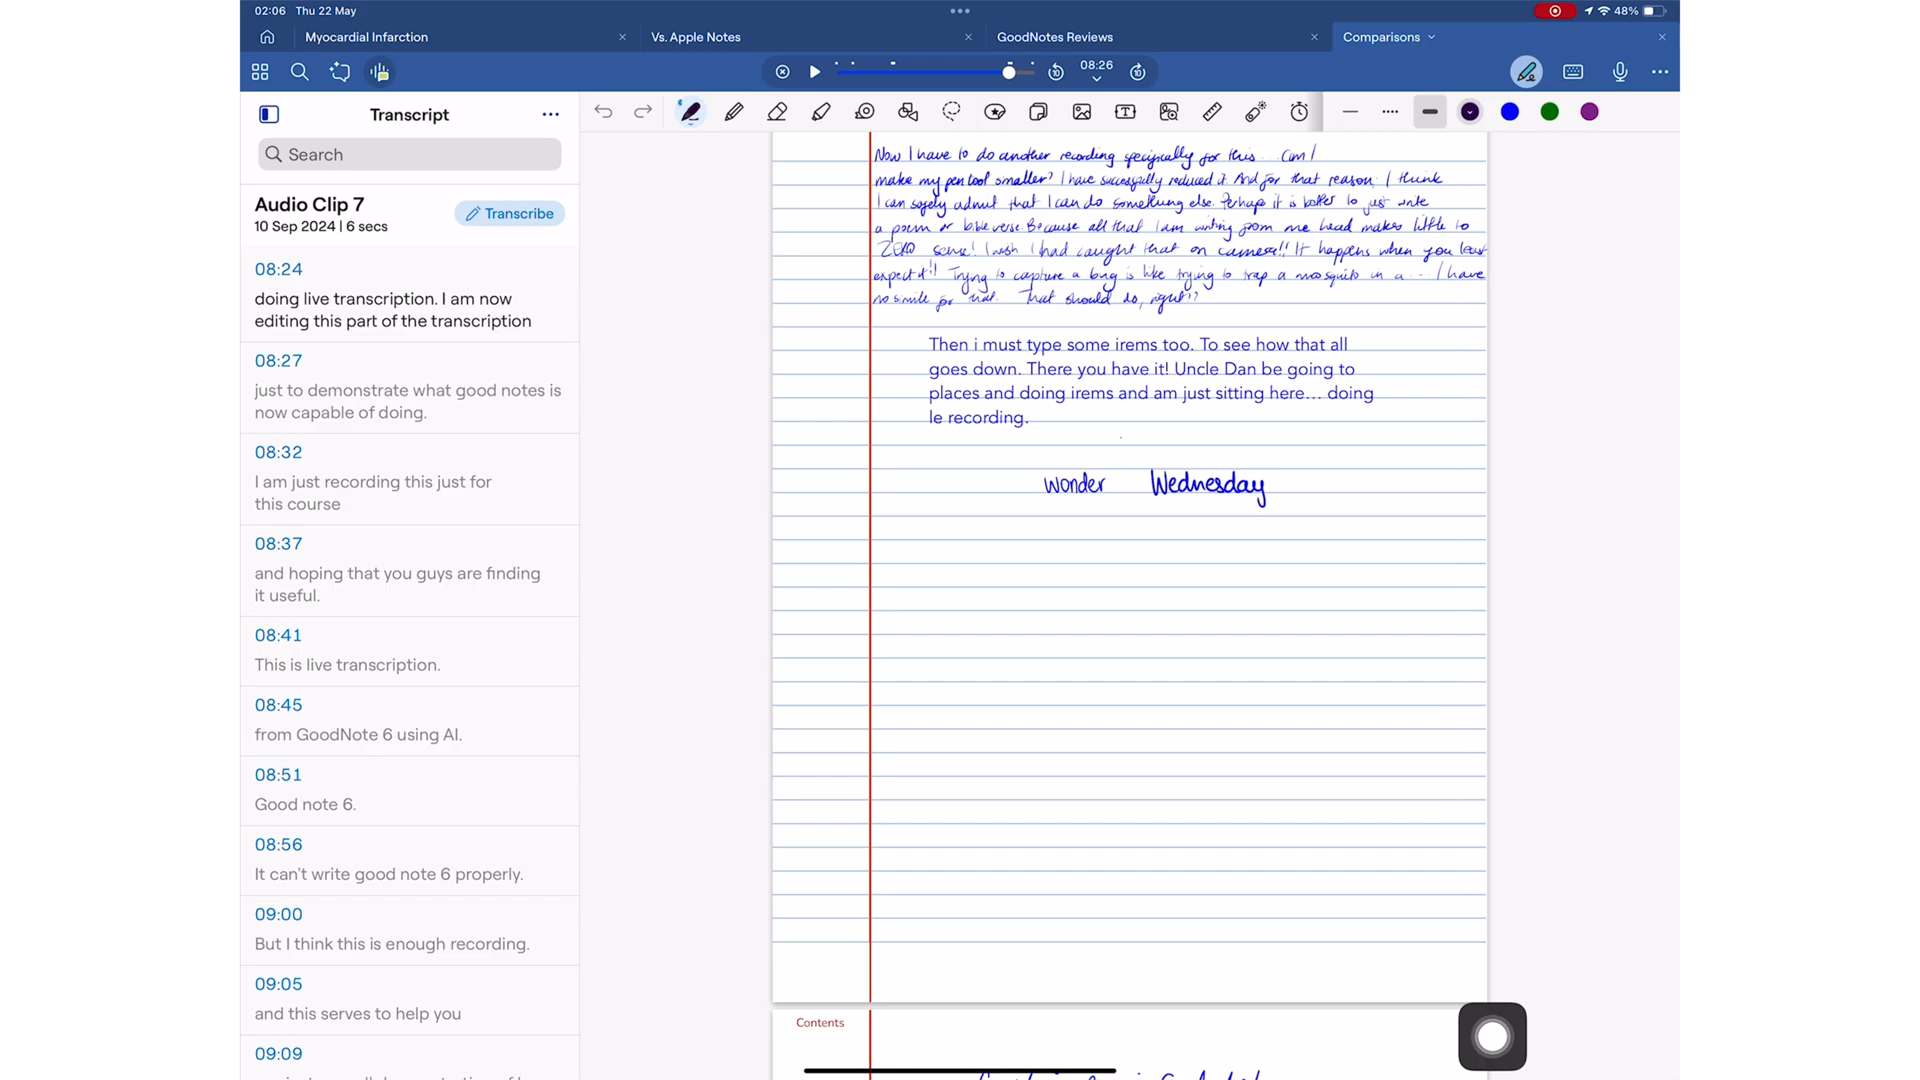 02:06 Thu 22 May
48%
Myocardial Infarction
Vs. Apple Notes
GoodNotes Reviews
Comparisons
10
08:26
10
Transcript
Search
Audio Clip 7
10 Sep 2024 | 6 secs
Transcribe
08:24
doing live transcription. I am now
editing this part of the transcription
08:27
just to demonstrate what good notes is
now capable of doing.
08:32
I am just recording this just for
this course
08:37
and hoping that you guys are finding
it useful.
08:41
This is live transcription.
08:45
from GoodNote 6 using AI.
08:51
Good note 6.
08:56
It can't write good note 6 properly.
09:00
But I think this is enough recording.
09:05
and this serves to help you
09:09
Now I have to do another recording specifically for this... Can I
make my pen tool smaller? I have successfully reduced it. And for that reason, I think
I can safely admit that I can do something else. Perhaps it is better to just write
a poem or bible verse. Because all that I am writing from me head makes little to
ZERO sense! I wish I had caught that on camera!! It happens when you least
expect it!! Trying to capture a bug is like trying to trap a mosquito in a ... I have
no simile for that. That should do, right??
Then i must type some irems too. To see how that all
goes down. There you have it! Uncle Dan be going to
places and doing irems and am just sitting here... doing
le recording.
wonder Wednesday
Contents